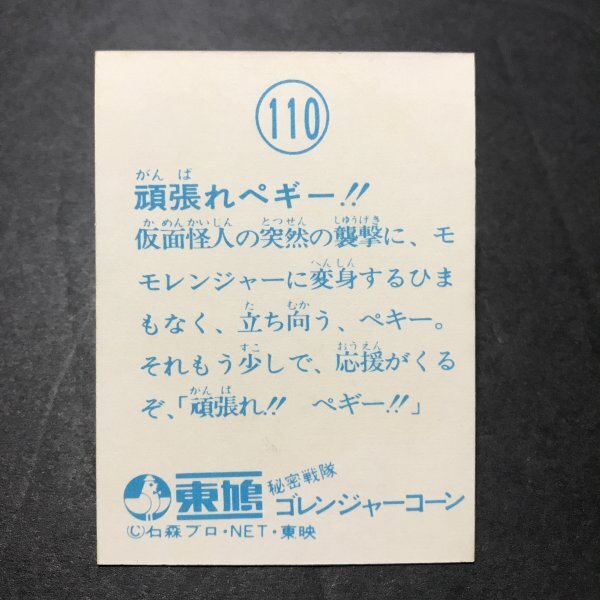 110
がんば
頑張れペギー!!
かめんかいじん とつぜん しゅうげき
仮面怪人の突然の襲撃に、モ
へんしん
モレンジャーに変身するひま
た むか
もなく、立ち向う、ペキー。
すこ おうえん
それもう少しで、応援がくる
がんば
ぞ、「頑張れ!! ペギー!!」
東鳩 秘密戦隊
ゴレンジャーコーン
©石森プロ・NET・東映